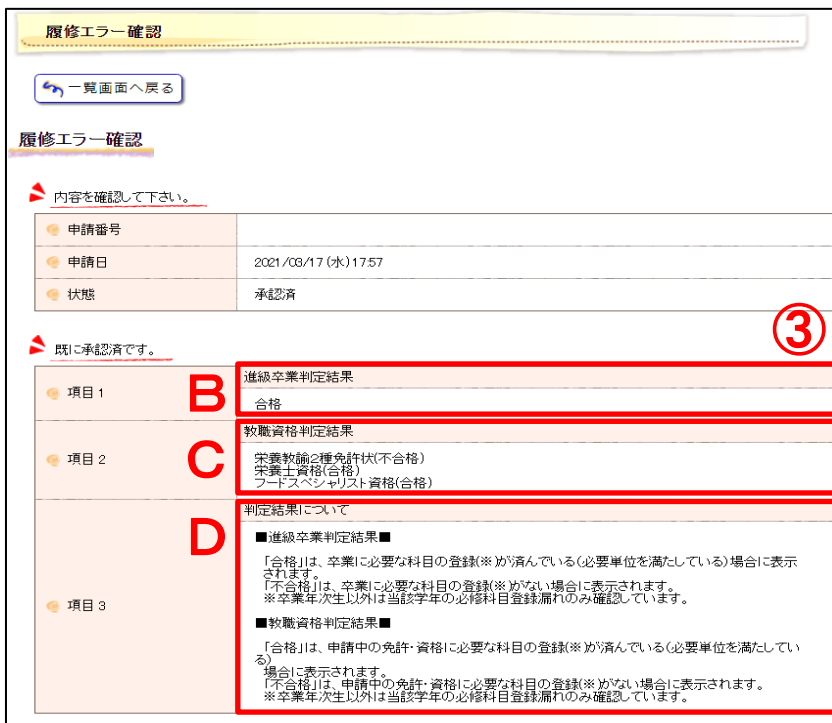 履修エラー確認
一覧画面へ戻る
履修エラー確認
内容を確認して下さい。
申請番号
申請日 2021/03/17(水)17:57
状態 承認済
③
既に承認済です。
項目1 B 進級卒業判定結果
合格
項目2 C 教職資格判定結果
栄養教諭2種免許状(不合格)
栄養士資格(合格)
フードスペシャリスト資格(合格)
項目3 D 判定結果について
■進級卒業判定結果■
「合格」は、卒業に必要な科目の登録(※)が済んでいる(必要単位を満たしている)場合に表示
されます。
「不合格」は、卒業に必要な科目の登録(※)がない場合に表示されます。
※卒業年次生以外は当該学年の必修科目登録漏れのみ確認しています。
■教職資格判定結果■
「合格」は、申請中の免許・資格に必要な科目の登録(※)が済んでいる(必要単位を満たしてい
る)
場合に表示されます。
「不合格」は、申請中の免許・資格に必要な科目の登録(※)がない場合に表示されます。
※卒業年次生以外は当該学年の必修科目登録漏れのみ確認しています。